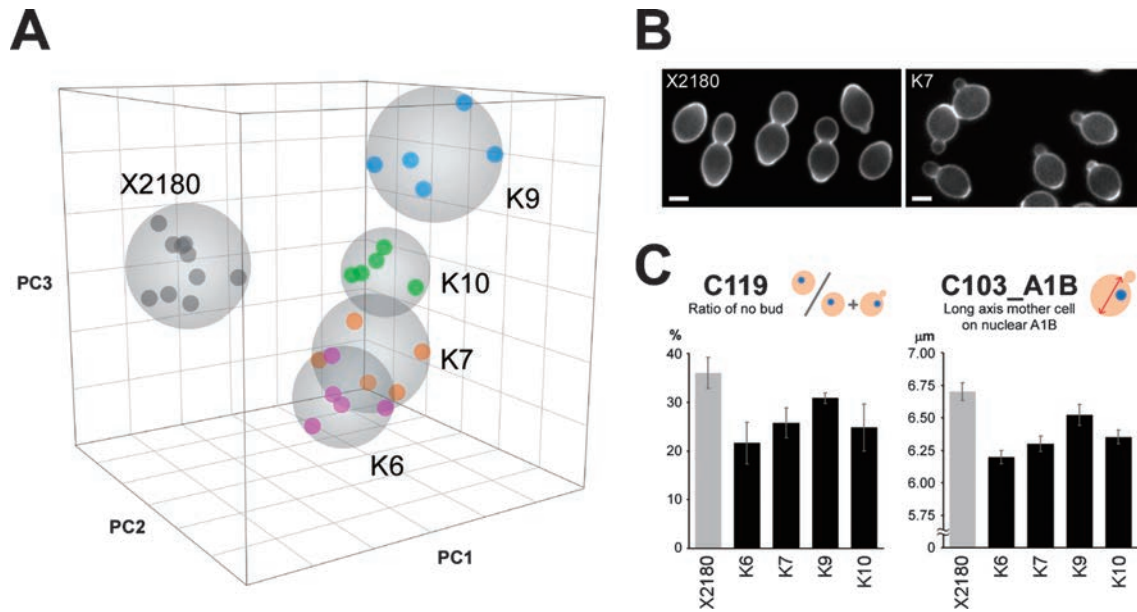 A
X2180
K9
K10
K7
K6
PC3
PC2
PC1
B
X2180
K7
C
C119
Ratio of no bud
+
%
40
30
20
10
0
X2180
K6
K7
K9
K10
C103_A1B
Long axis mother cell
on nuclear A1B
μm
7.00
6.75
6.50
6.25
6.00
5.75
0
X2180
K6
K7
K9
K10